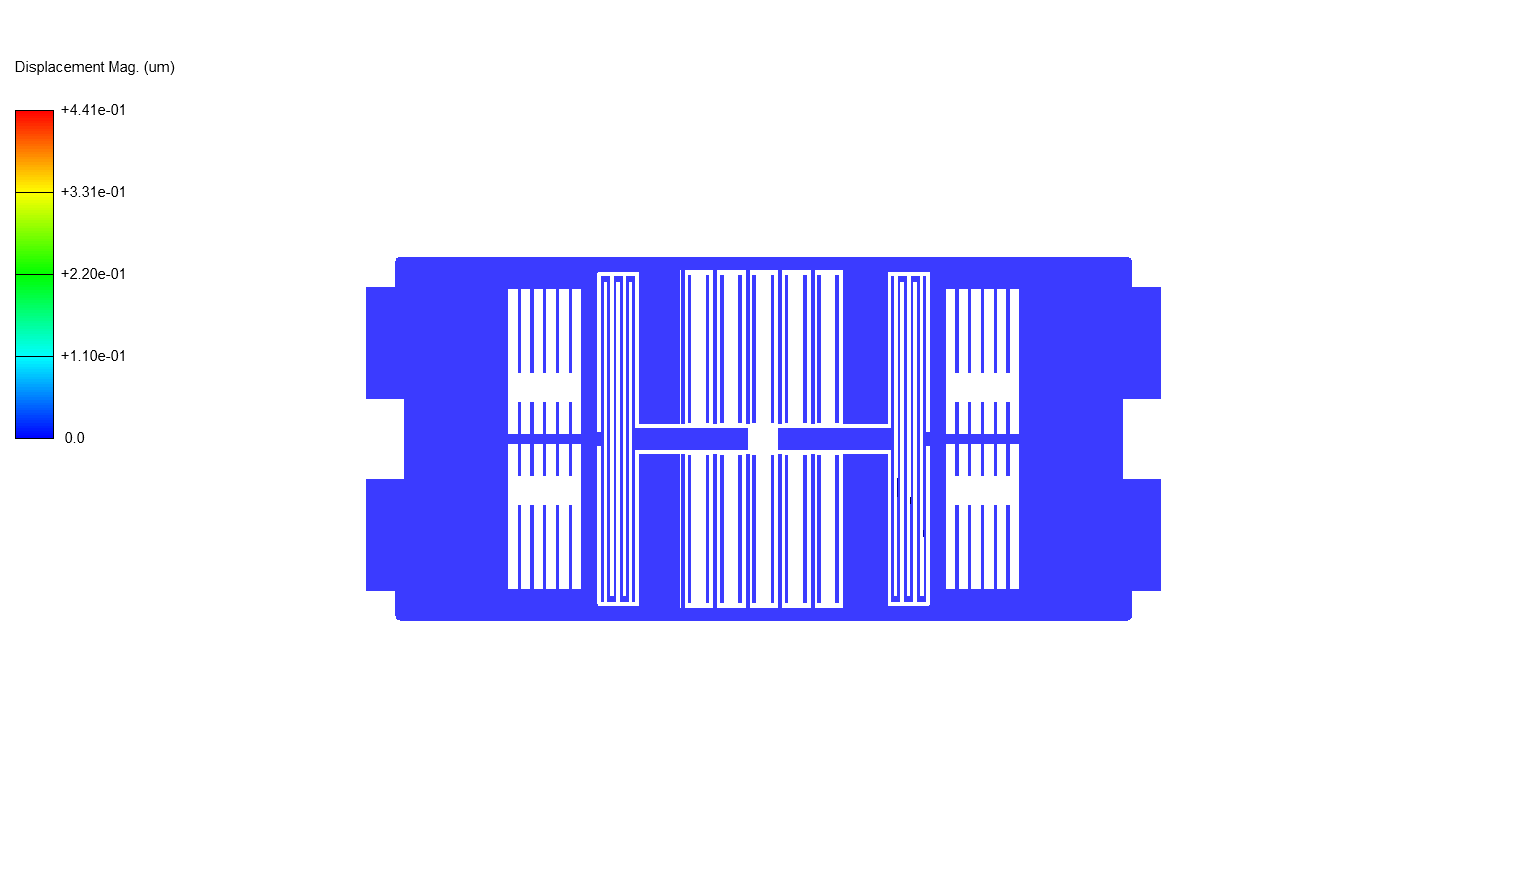 Displacement Mag. (um)
+4.41e-01
+3.31e-01
+2.20e-01
+1.10e-01
0.0